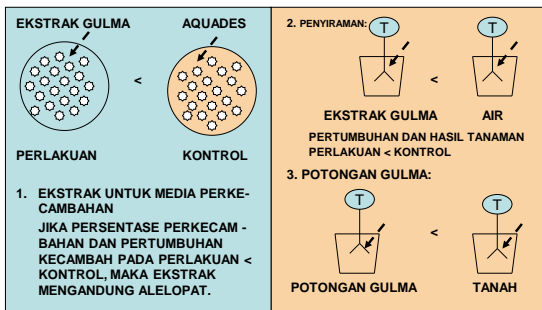 EKSTRAK GULMA
AQUADES
<
PERLAKUAN
KONTROL
1. EKSTRAK UNTUK MEDIA PERKE-
CAMBAHAN
JIKA PERSENTASE PERKECAM -
BAHAN DAN PERTUMBUHAN
KECAMBAH PADA PERLAKUAN <
KONTROL, MAKA EKSTRAK
MENGANDUNG ALELOPAT.
2. PENYIRAMAN:
T
T
<
EKSTRAK GULMA
AIR
PERTUMBUHAN DAN HASIL TANAMAN
PERLAKUAN < KONTROL
3. POTONGAN GULMA:
T
T
<
POTONGAN GULMA
TANAH